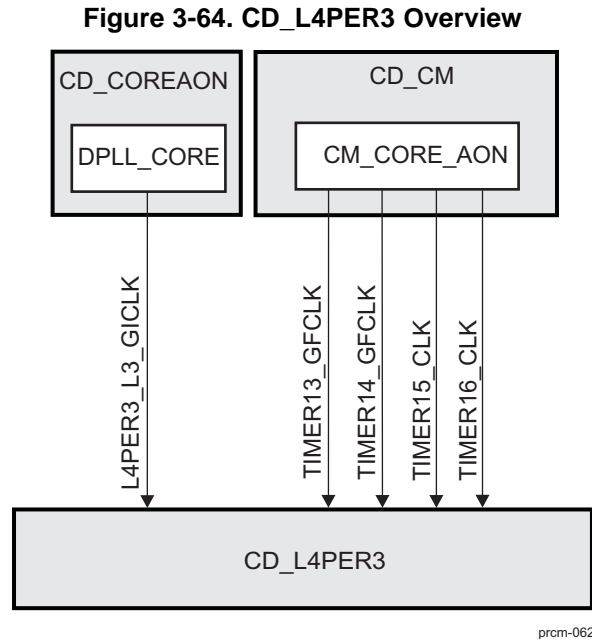 Figure 3-64. CD_L4PER3 Overview
CD_COREAON
CD_CM
DPLL_CORE
CM_CORE_AON
L4PER3_L3_GICLK
TIMER13_GFCLK
TIMER14_GFCLK
TIMER15_CLK
TIMER16_CLK
CD_L4PER3
prcm-062